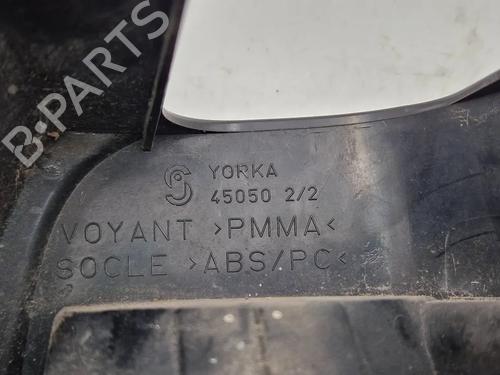 B-PARTS
YORKA
45050 2/2
VOYANT >PMMA<
SOCLE >ABS/PC<